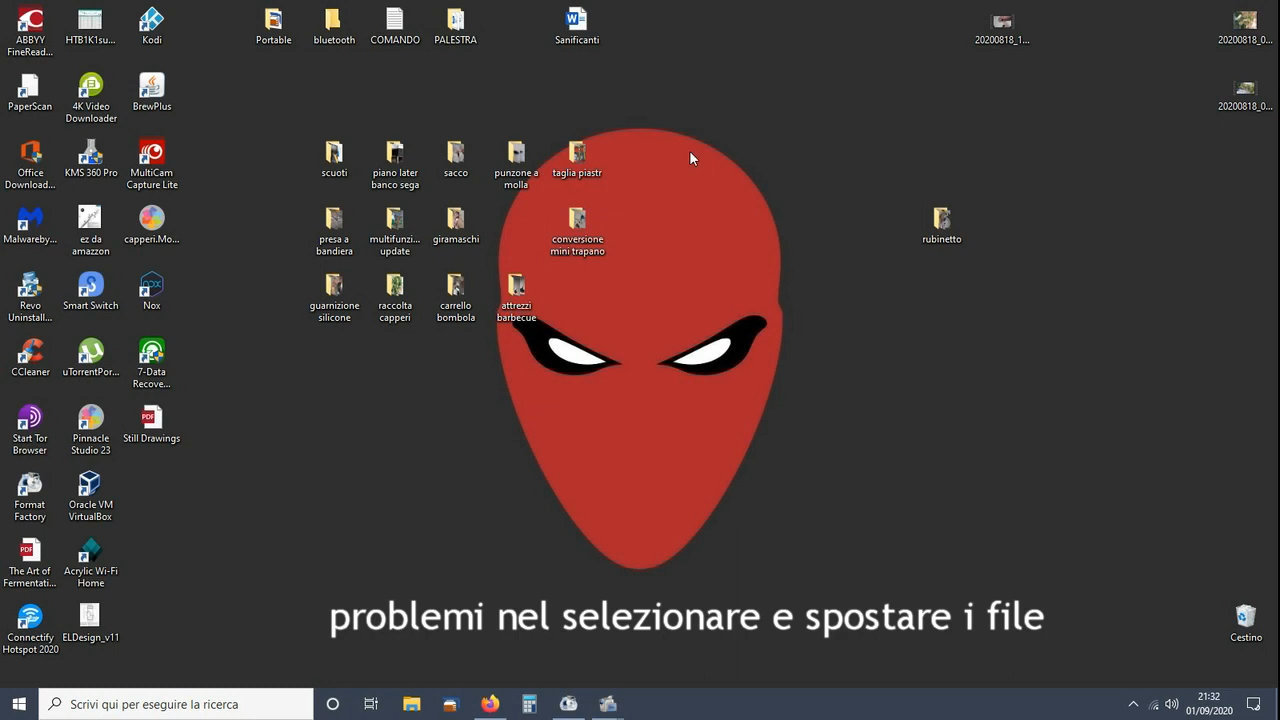 ABBYY
FineRead...
HTB1K1su...
Kodi
Portable
bluetooth
COMANDO
PALESTRA
Sanificanti
20200818_1...
20200818_0...
PaperScan
4K Video
Downloader
BrewPlus
20200818_0...
Office
Download...
KMS 360 Pro
MultiCam
Capture Lite
scuoti
piano later
banco sega
sacco
punzone a
molla
taglia piastr
Malwareby...
ez da
amazzon
capperi.Mo...
presa a
bandiera
multifunzi...
update
giramaschi
conversione
mini trapano
rubinetto
Revo
Uninstall...
Smart Switch
Nox
guarnizione
silicone
raccolta
capperi
carrello
bombola
attrezzi
barbecue
CCleaner
uTorrentPor...
7-Data
Recove...
Start Tor
Browser
Pinnacle
Studio 23
PDF
Still Drawings
Format
Factory
Oracle VM
VirtualBox
PDF
The Art of
Fermentati...
Acrylic Wi-Fi
Home
Connectify
Hotspot 2020
ELDesign_v11
problemi nel selezionare e spostare i file
Cestino
Scrivi qui per eseguire la ricerca
21:32
01/09/2020